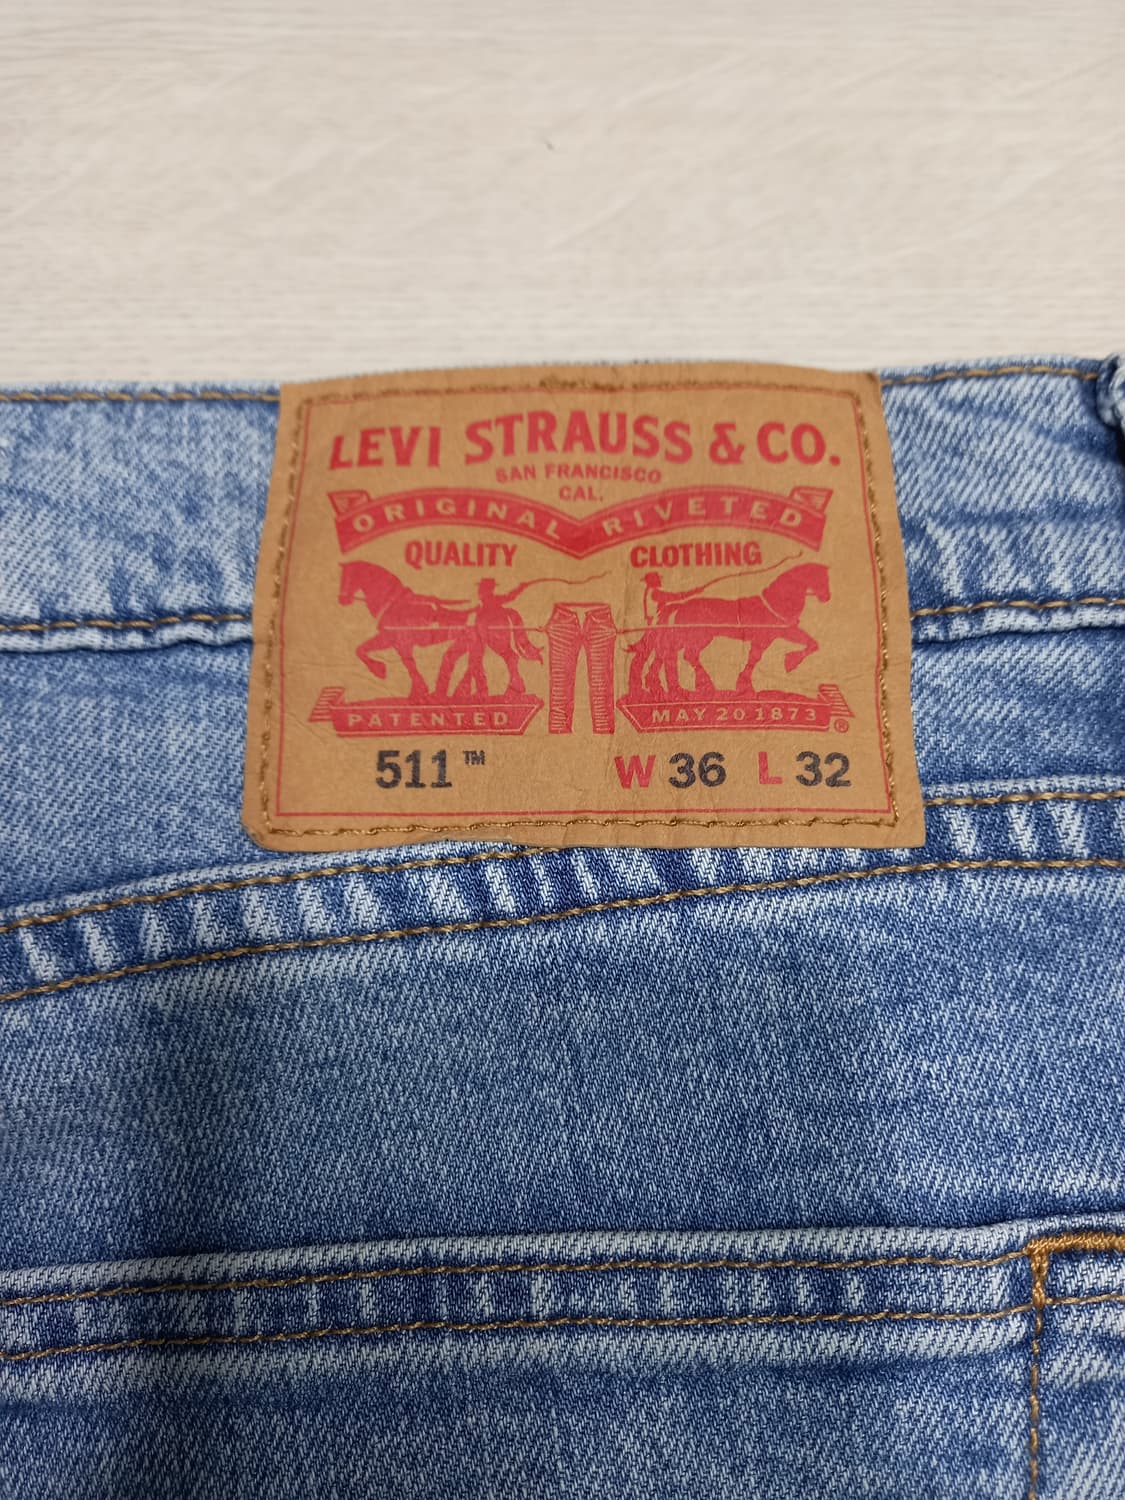 LEVI STRAUSS & CO.
SAN FRANCISCO
CAL.
ORIGINAL RIVETED
QUALITY CLOTHING
PATENTED MAY 20 1873 ®
511™ W 36 L 32